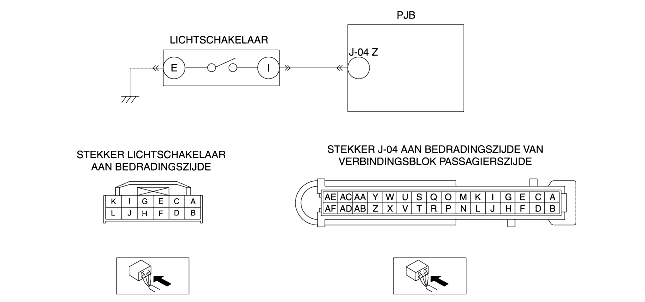 PJB
LICHTSCHAKELAAR
J-04 Z
E
I
STEKKER LICHTSCHAKELAAR
AAN BEDRADINGSZIJDE
STEKKER J-04 AAN BEDRADINGSZIJDE VAN
VERBINDINGSBLOK PASSAGIERSZIJDE
K I G E C A
L J H F D B
AE AC AA Y W U S Q O M K I G E C A
AF AD AB Z X V T R P N L J H F D B